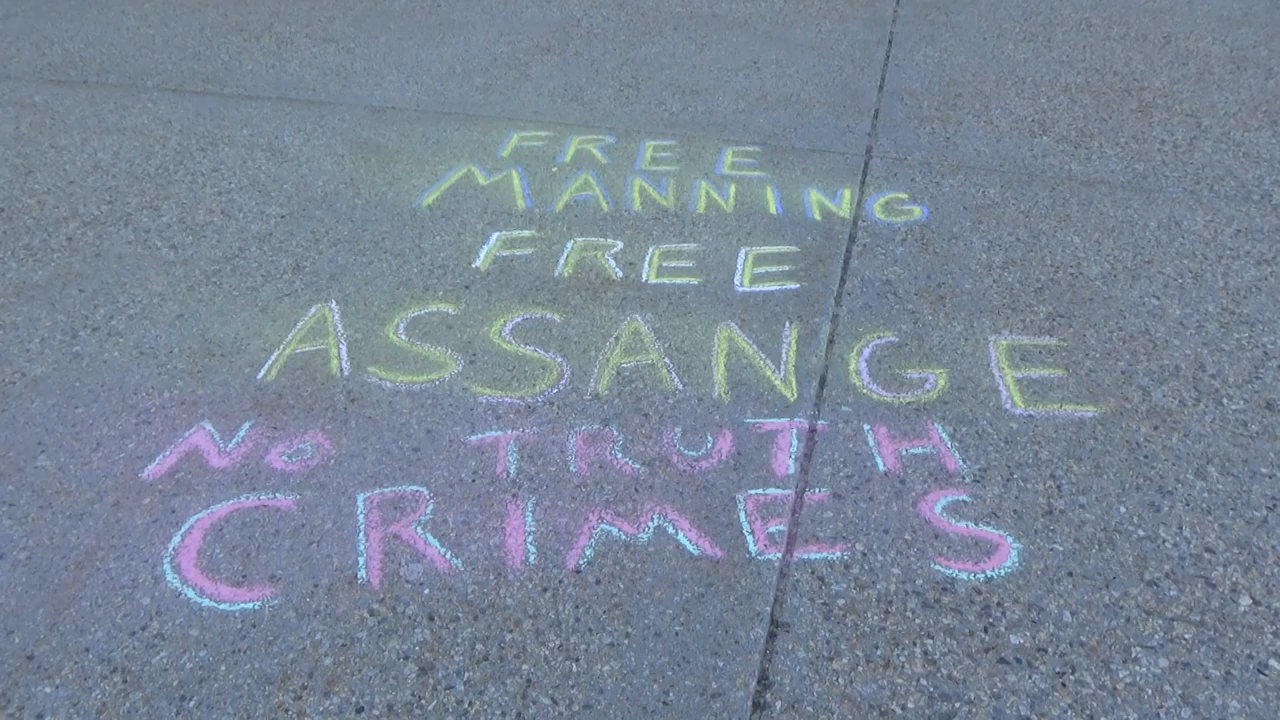 FREE
MANNING
FREE
ASSANGE
NO TRUTH
CRIMES